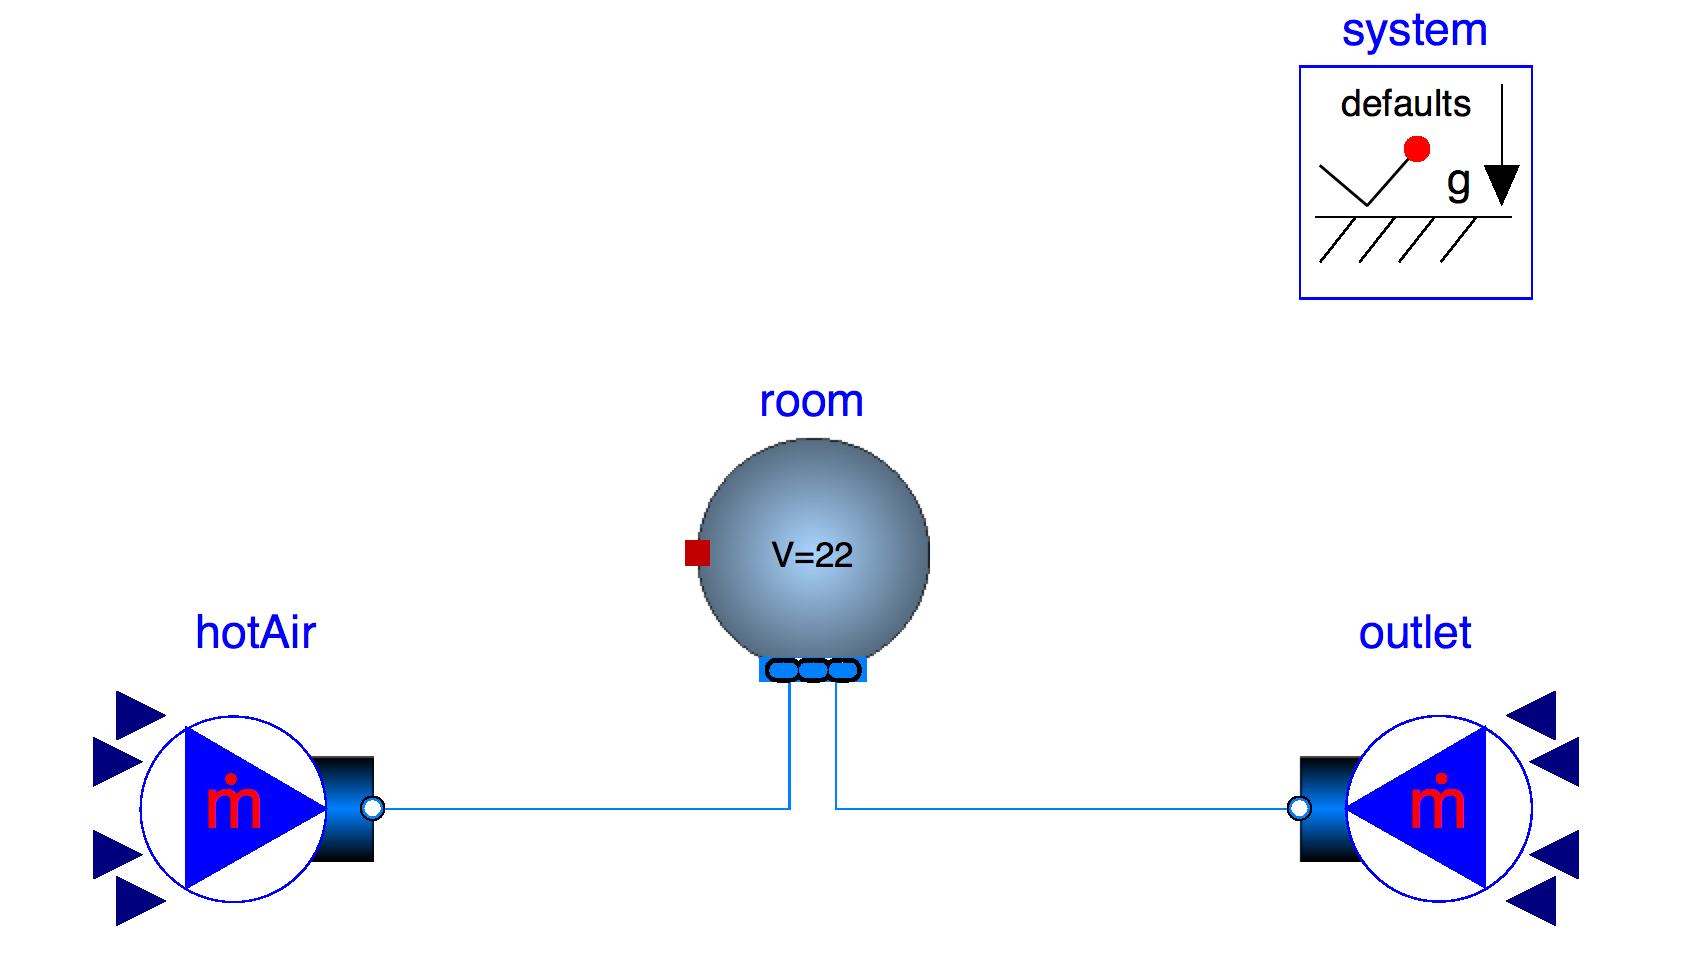 system
defaults
g
room
V=22
hotAir
outlet
ṁ
ṁ